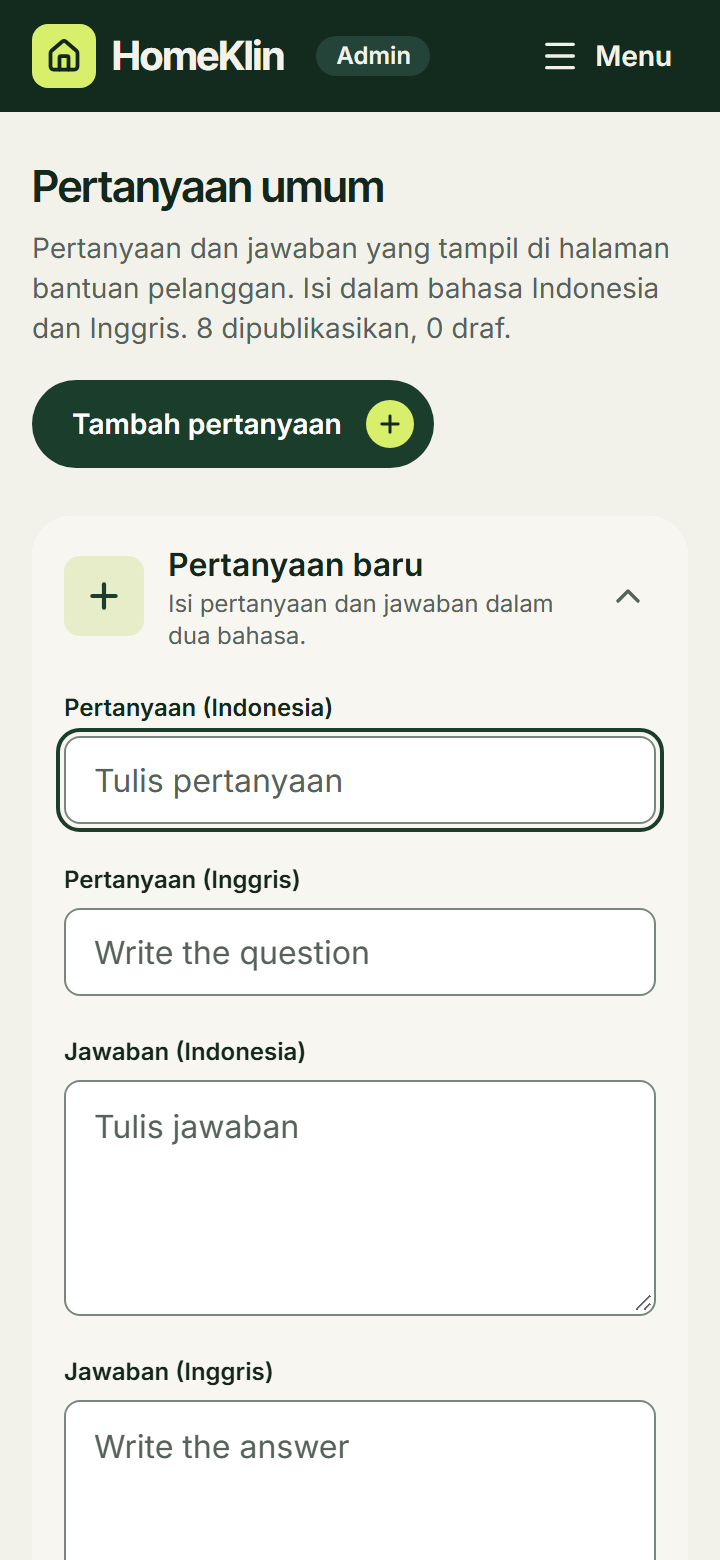 HomeKlin
Admin
Menu
Pertanyaan umum
Pertanyaan dan jawaban yang tampil di halaman
bantuan pelanggan. Isi dalam bahasa Indonesia
dan Inggris. 8 dipublikasikan, 0 draf.
Tambah pertanyaan
Pertanyaan baru
Isi pertanyaan dan jawaban dalam
dua bahasa.
Pertanyaan (Indonesia)
Tulis pertanyaan
Pertanyaan (Inggris)
Write the question
Jawaban (Indonesia)
Tulis jawaban
Jawaban (Inggris)
Write the answer